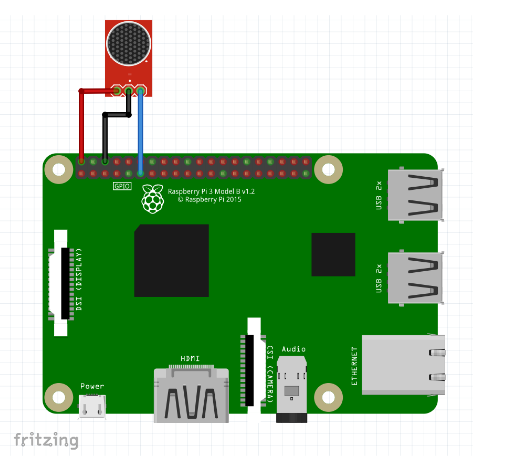 GPIO
Raspberry Pi 3 Model B v1.2
© Raspberry Pi 2015
USB 2x
DSI (DISPLAY)
USB 2x
HDMI
CSI (CAMERA)
Audio
ETHERNET
Power
fritzing